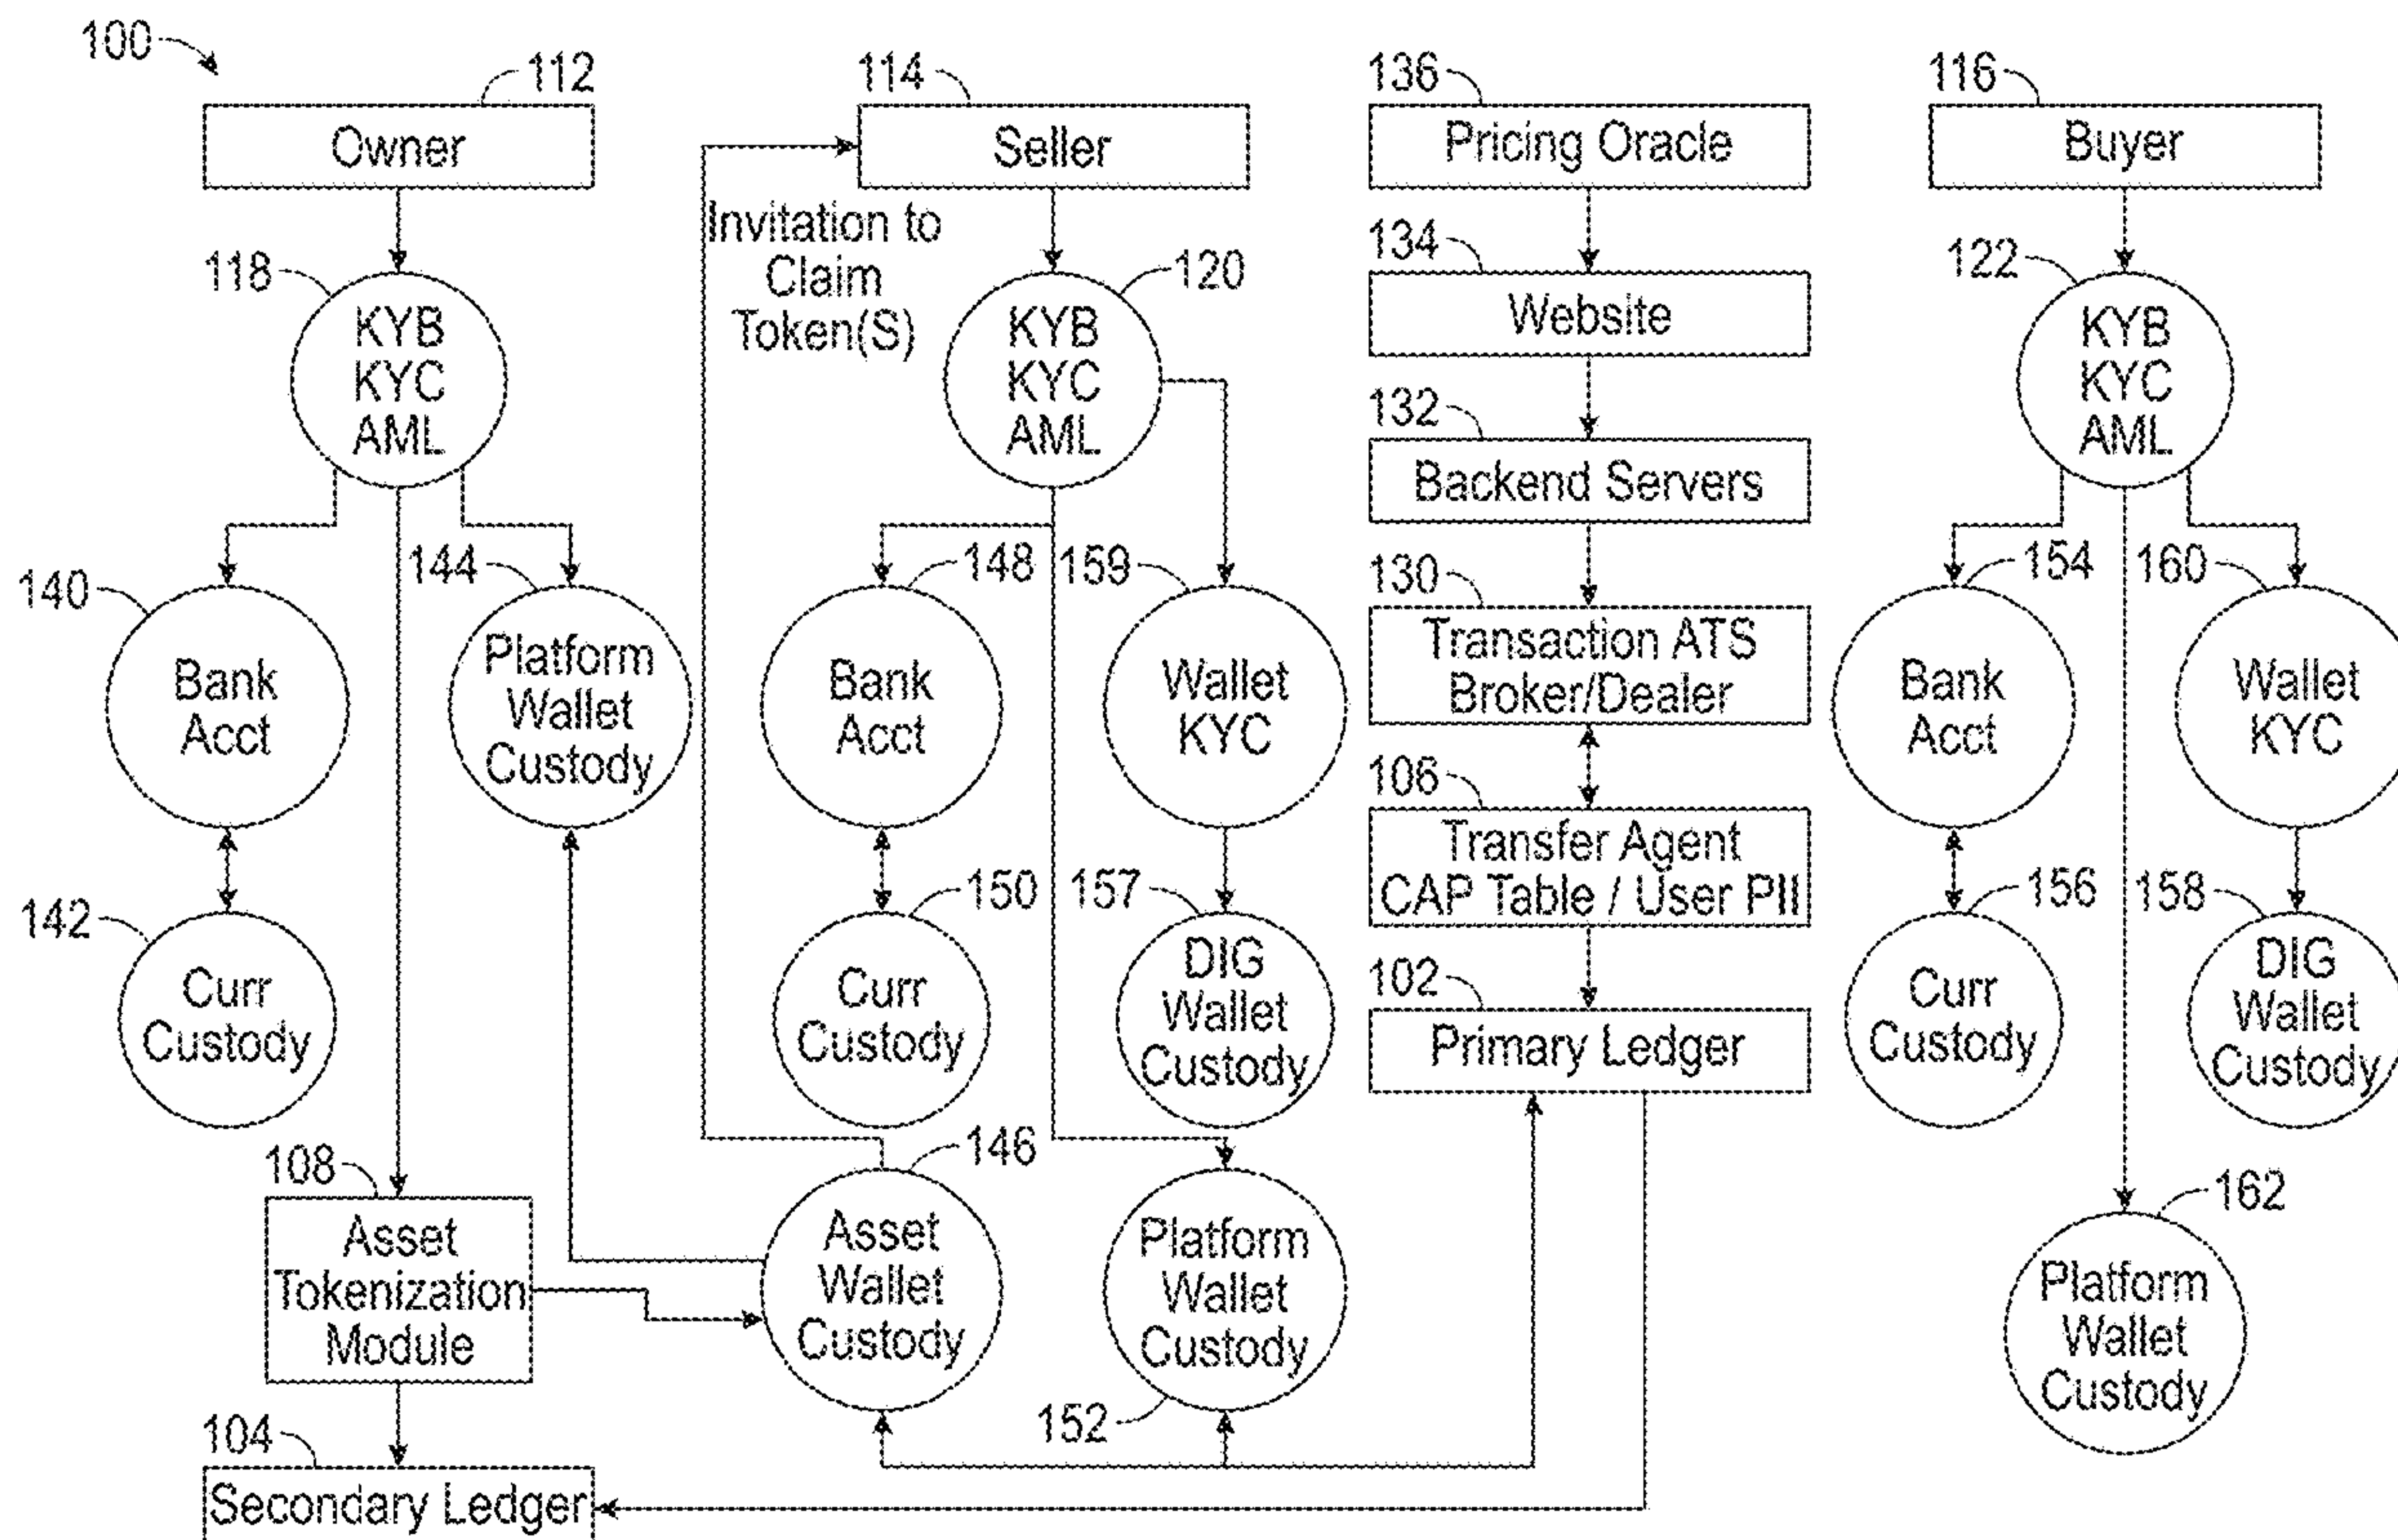 100
112
114
136
116
Owner
Seller
Pricing Oracle
Buyer
118
Invitation to
Claim
Token(S)
120
134
122
KYB
KYC
AML
KYB
KYC
AML
Website
KYB
KYC
AML
132
Backend Servers
140
144
148
159
130
154
160
Bank
Acct
Platform
Wallet
Custody
Bank
Acct
Wallet
KYC
Transaction ATS
Broker/Dealer
Bank
Acct
Wallet
KYC
106
Transfer Agent
CAP Table / User PII
142
150
157
156
158
Curr
Custody
Curr
Custody
DIG
Wallet
Custody
102
Primary Ledger
Curr
Custody
DIG
Wallet
Custody
108
146
162
Asset
Tokenization
Module
Asset
Wallet
Custody
Platform
Wallet
Custody
Platform
Wallet
Custody
152
104
Secondary Ledger